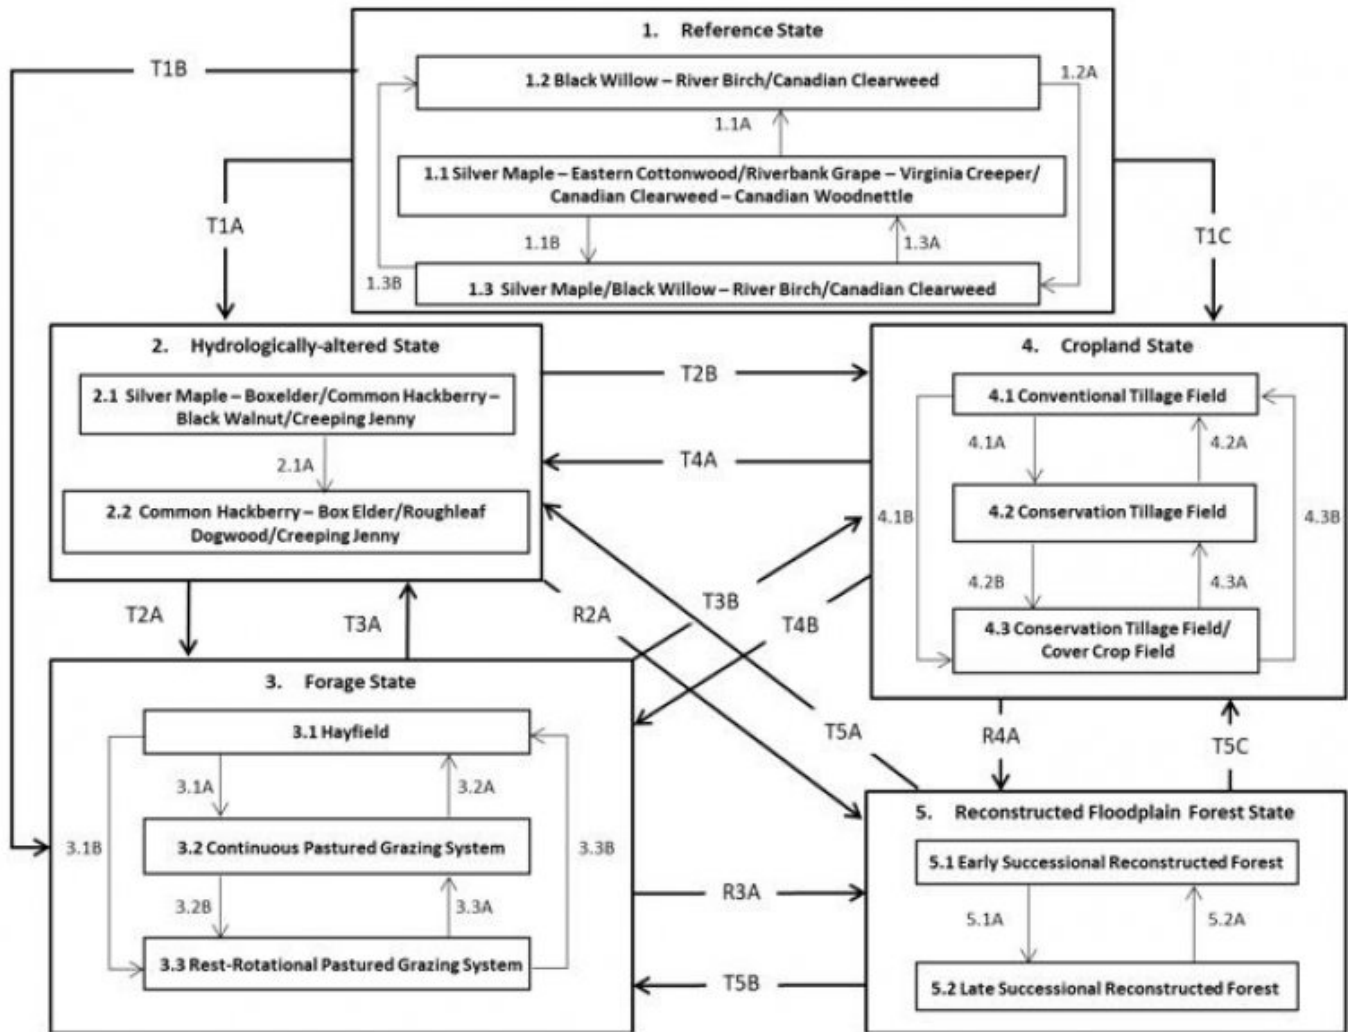 1. Reference State
T1B
1.2 Black Willow – River Birch/Canadian Clearweed
1.2A
1.1A
1.1 Silver Maple – Eastern Cottonwood/Riverbank Grape – Virginia Creeper/
Canadian Clearweed – Canadian Woodnettle
T1A
T1C
1.1B
1.3A
1.3B
1.3 Silver Maple/Black Willow – River Birch/Canadian Clearweed
2. Hydrologically-altered State
2.1 Silver Maple – Boxelder/Common Hackberry –
Black Walnut/Creeping Jenny
2.1A
2.2 Common Hackberry – Box Elder/Roughleaf
Dogwood/Creeping Jenny
T2B
T4A
4. Cropland State
4.1 Conventional Tillage Field
4.1A
4.2A
4.1B
4.2 Conservation Tillage Field
4.3B
4.2B
4.3A
4.3 Conservation Tillage Field/
Cover Crop Field
T2A
T3A
R2A
T3B
T4B
T5A
R4A
T5C
3. Forage State
3.1 Hayfield
3.1A
3.2A
3.1B
3.2 Continuous Pastured Grazing System
3.3B
3.2B
3.3A
3.3 Rest-Rotational Pastured Grazing System
R3A
T5B
5. Reconstructed Floodplain Forest State
5.1 Early Successional Reconstructed Forest
5.1A
5.2A
5.2 Late Successional Reconstructed Forest